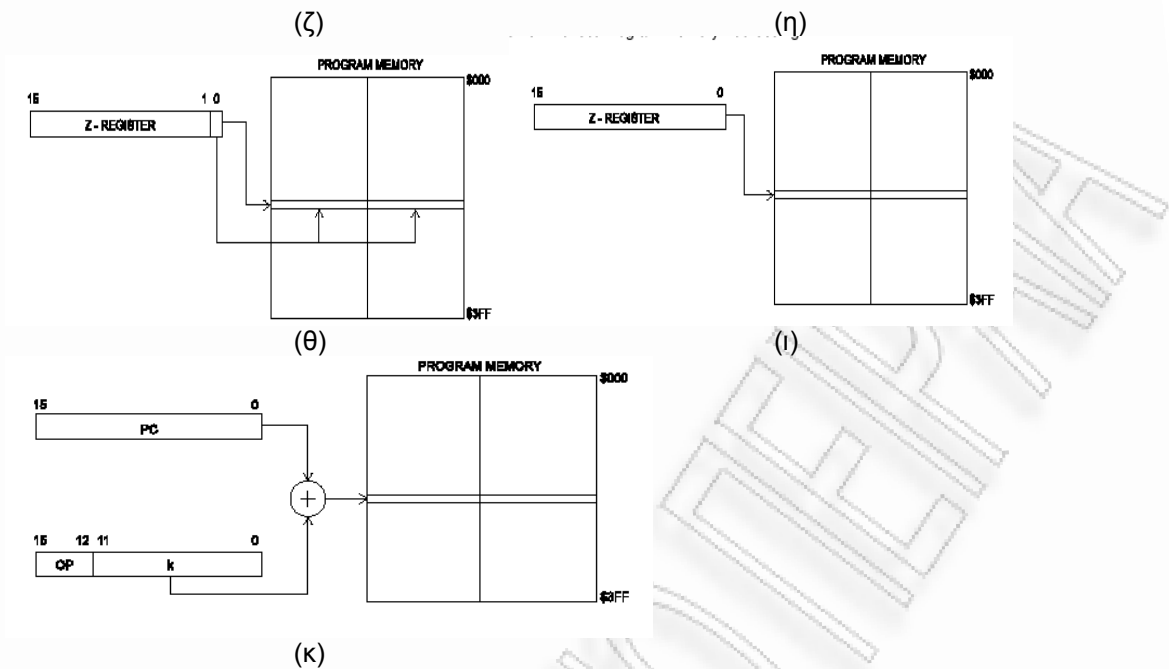 (ζ) (η)
PROGRAM MEMORY
$000
15 1 0
Z - REGISTER
$3FF
PROGRAM MEMORY
$000
15 0
Z - REGISTER
$3FF
(θ) (ι)
PROGRAM MEMORY
$000
15 0
PC
15 12 11 0
OP k
$3FF
(κ)